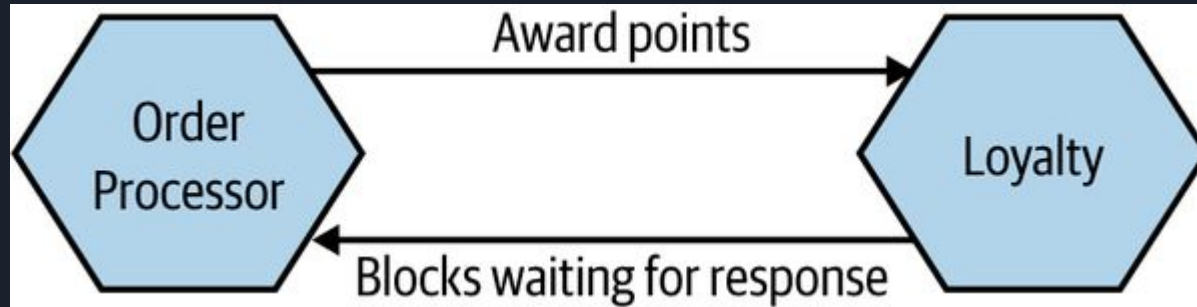 Award points
Order
Processor
Loyalty
Blocks waiting for response